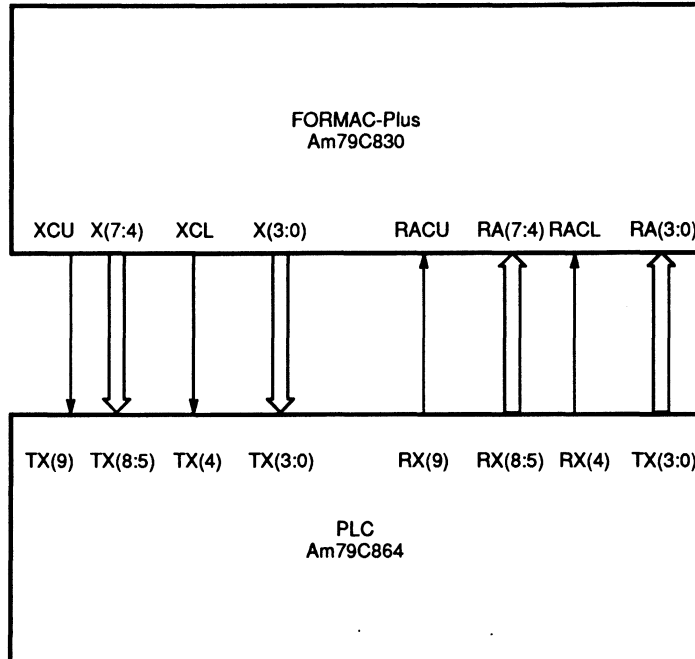 FORMAC-Plus
Am79C830
XCU X(7:4) XCL X(3:0) RACU RA(7:4) RACL RA(3:0)
TX(9) TX(8:5) TX(4) TX(3:0) RX(9) RX(8:5) RX(4) TX(3:0)
PLC
Am79C864